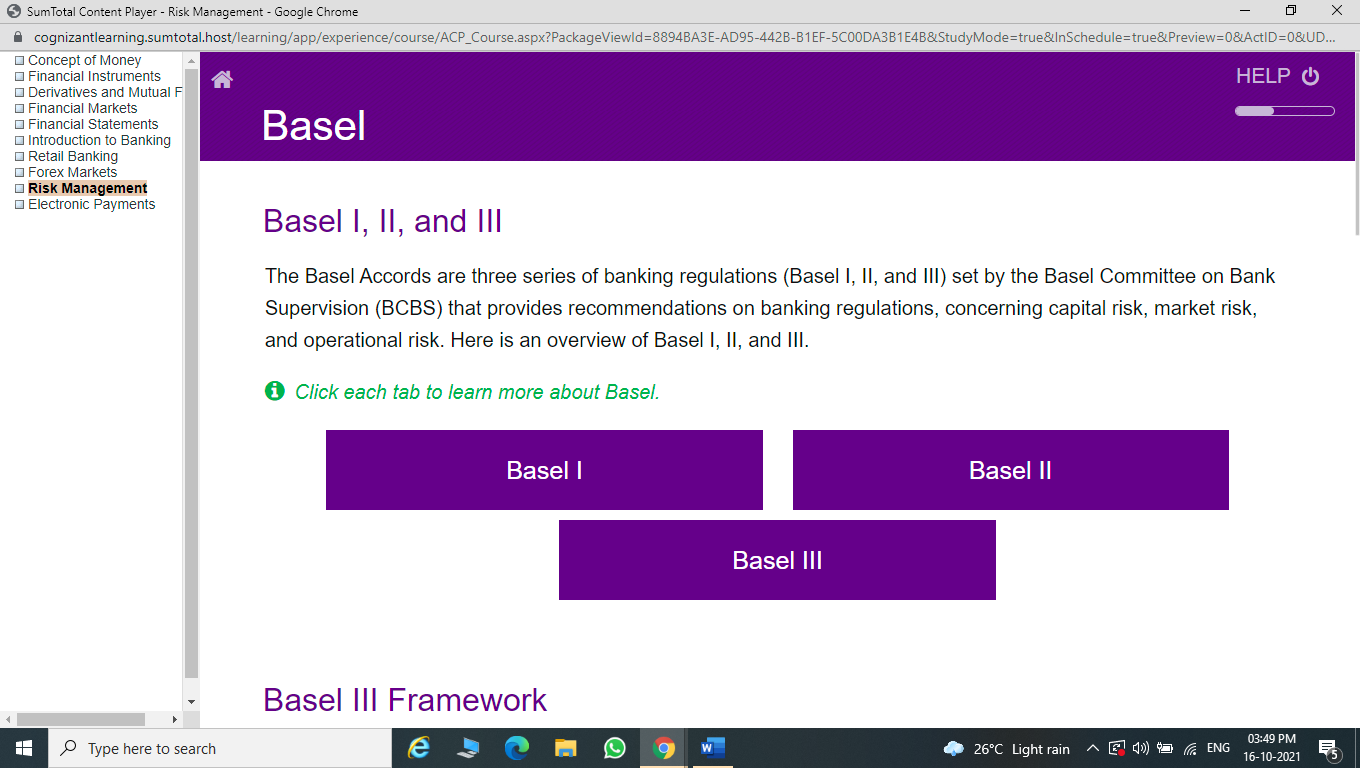 SumTotal Content Player - Risk Management - Google Chrome
cognizantlearning.sumtotal.host/learning/app/experience/course/ACP_Course.aspx?PackageViewId=8894BA3E-AD95-442B-B1EF-5C00DA3B1E4B&StudyMode=true&InSchedule=true&Preview=0&ActID=0&UD...
Concept of Money
Financial Instruments
Derivatives and Mutual F
Financial Markets
Financial Statements
Introduction to Banking
Retail Banking
Forex Markets
Risk Management
Electronic Payments
HELP
Basel
Basel I, II, and III
The Basel Accords are three series of banking regulations (Basel I, II, and III) set by the Basel Committee on Bank
Supervision (BCBS) that provides recommendations on banking regulations, concerning capital risk, market risk,
and operational risk. Here is an overview of Basel I, II, and III.
Click each tab to learn more about Basel.
Basel I
Basel II
Basel III
Basel III Framework
Type here to search
26°C Light rain
ENG
03:49 PM
16-10-2021
5